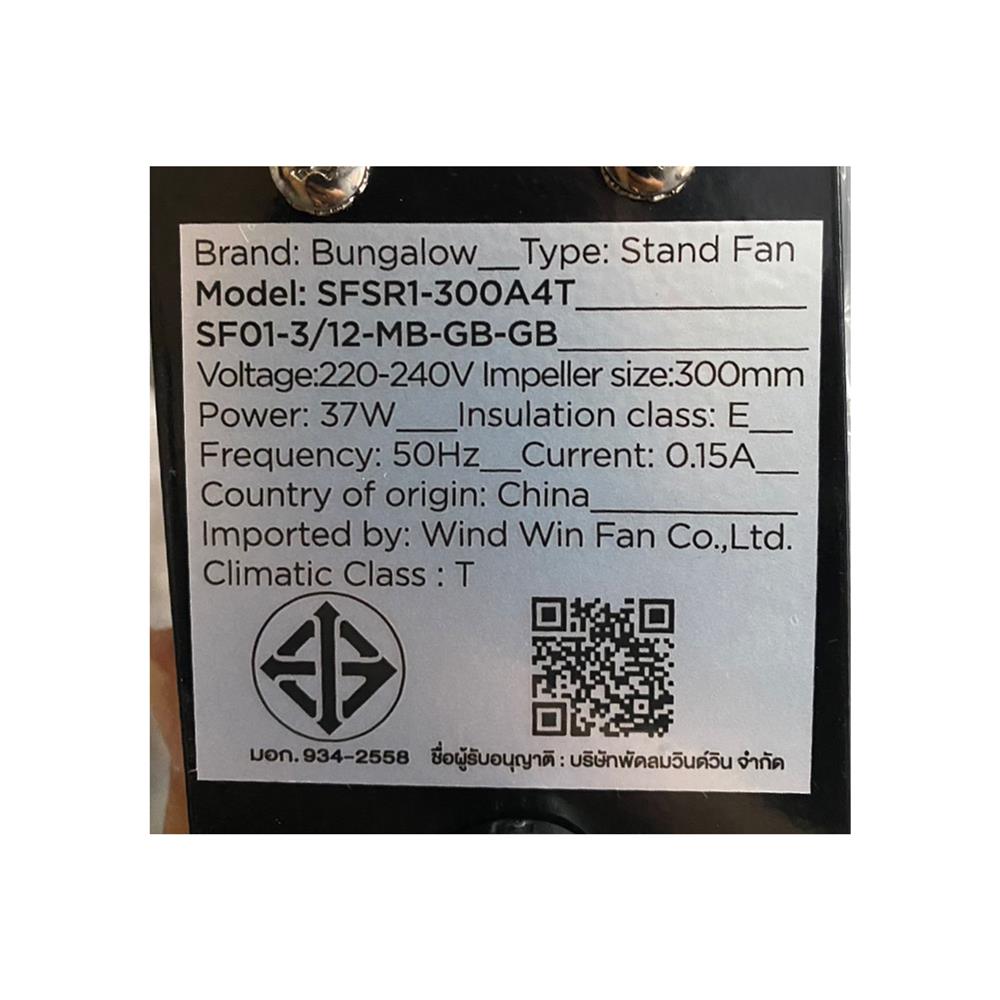 Brand: Bungalow__Type: Stand Fan
Model: SFSR1-300A4T____________
SF01-3/12-MB-GB-GB____________
Voltage:220-240V Impeller size:300mm
Power: 37W___Insulation class: E__
Frequency: 50Hz__Current: 0.15A__
Country of origin: China__________
Imported by: Wind Win Fan Co.,Ltd.
Climatic Class : T
มอก. 934-2558 ชื่อผู้รับอนุญาติ : บริษัทพัดลมวินด์วิน จำกัด